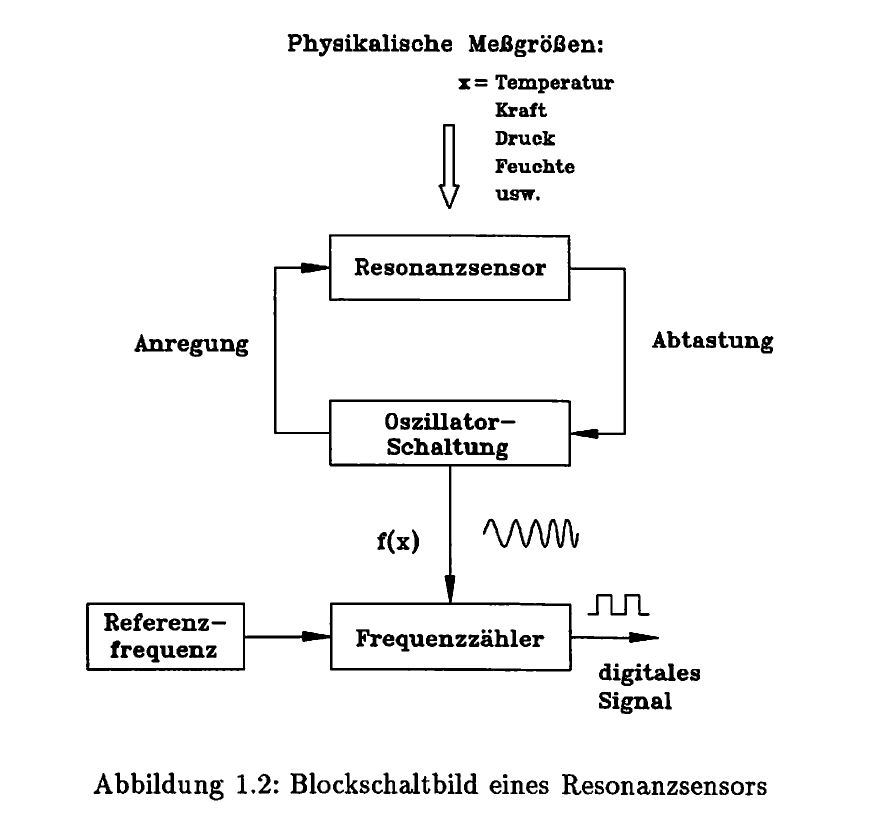 Physikalische Meßgrößen:
x = Temperatur
Kraft
Druck
Feuchte
usw.
Resonanzsensor
Anregung
Abtastung
Oszillator-
Schaltung
f(x)
Referenz-
frequenz
Frequenzzähler
digitales
Signal
Abbildung 1.2: Blockschaltbild eines Resonanzsensors